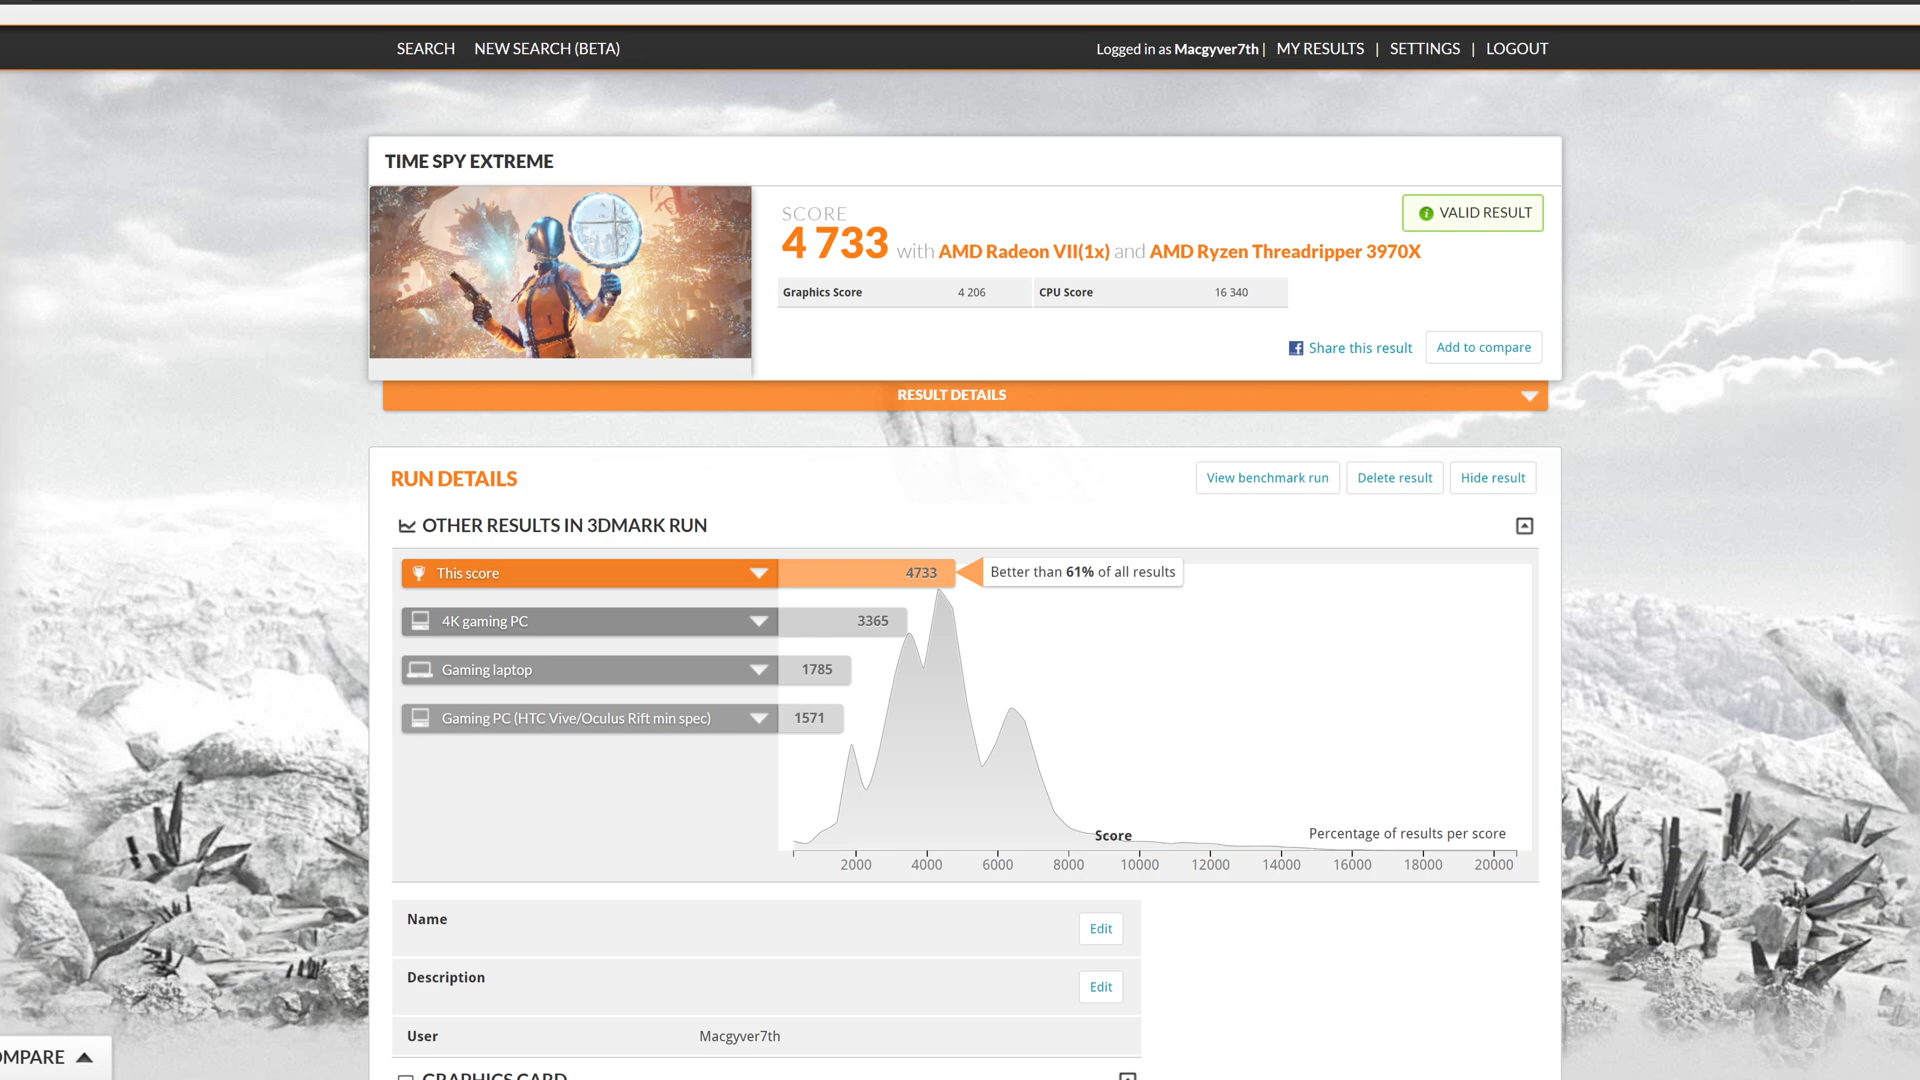 SEARCH NEW SEARCH (BETA) Logged in as Macgyver7th | MY RESULTS | SETTINGS | LOGOUT
TIME SPY EXTREME
VALID RESULT
SCORE
4 733 with AMD Radeon VII(1x) and AMD Ryzen Threadripper 3970X
Graphics Score 4 206 CPU Score 16 340
Share this result Add to compare
RESULT DETAILS
RUN DETAILS View benchmark run Delete result Hide result
OTHER RESULTS IN 3DMARK RUN
This score 4733 Better than 61% of all results
4K gaming PC 3365
Gaming laptop 1785
Gaming PC (HTC Vive/Oculus Rift min spec) 1571
Score Percentage of results per score
2000 4000 6000 8000 10000 12000 14000 16000 18000 20000
Name Edit
Description Edit
User Macgyver7th
OMPARE
GRAPHICS CARD